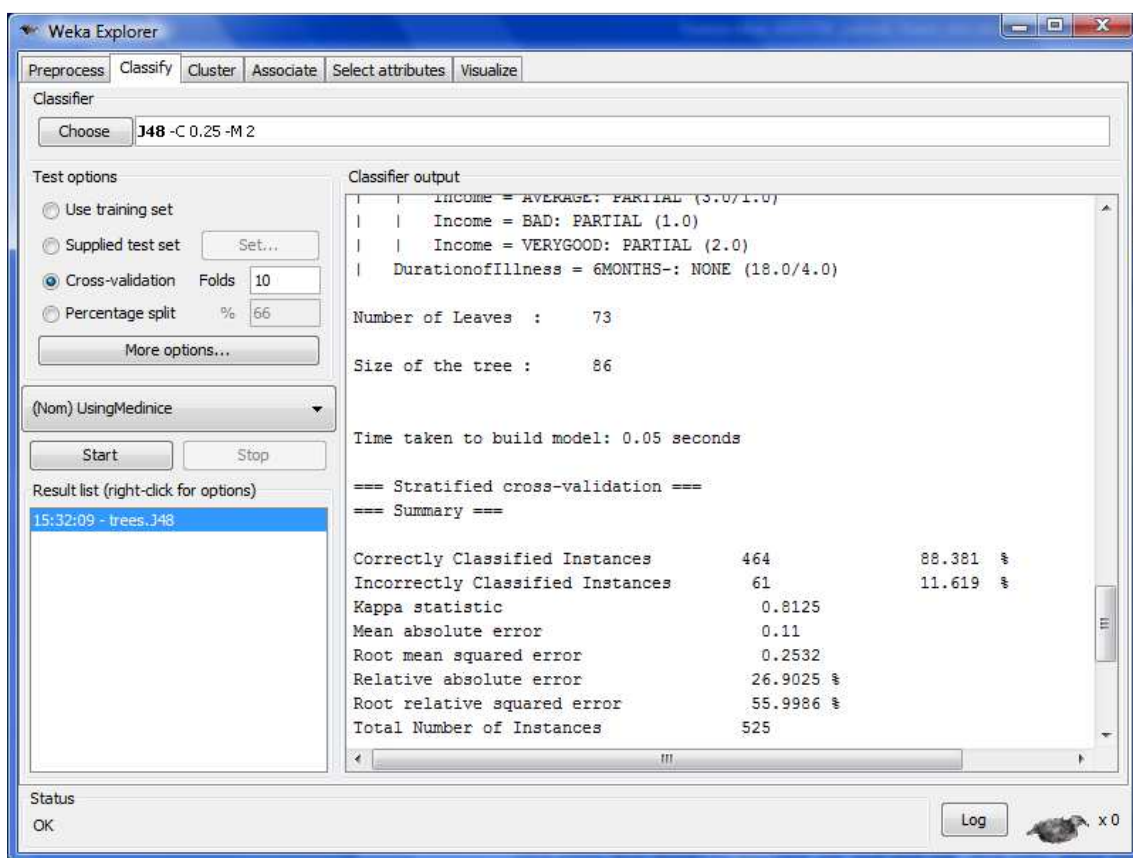 Weka Explorer
Preprocess Classify Cluster Associate Select attributes Visualize
Classifier
Choose J48 -C 0.25 -M 2
Test options
Use training set
Supplied test set Set...
Cross-validation Folds 10
Percentage split % 66
More options...
(Nom) UsingMedinice
Start Stop
Result list (right-click for options)
15:32:09 - trees.J48
Classifier output
| | Income = AVERAGE: PARTIAL (3.0/1.0)
| | Income = BAD: PARTIAL (1.0)
| | Income = VERYGOOD: PARTIAL (2.0)
| DurationofIllness = 6MONTHS-: NONE (18.0/4.0)
Number of Leaves : 73
Size of the tree : 86
Time taken to build model: 0.05 seconds
=== Stratified cross-validation ===
=== Summary ===
Correctly Classified Instances 464 88.381 %
Incorrectly Classified Instances 61 11.619 %
Kappa statistic 0.8125
Mean absolute error 0.11
Root mean squared error 0.2532
Relative absolute error 26.9025 %
Root relative squared error 55.9986 %
Total Number of Instances 525
Status
OK
Log x 0